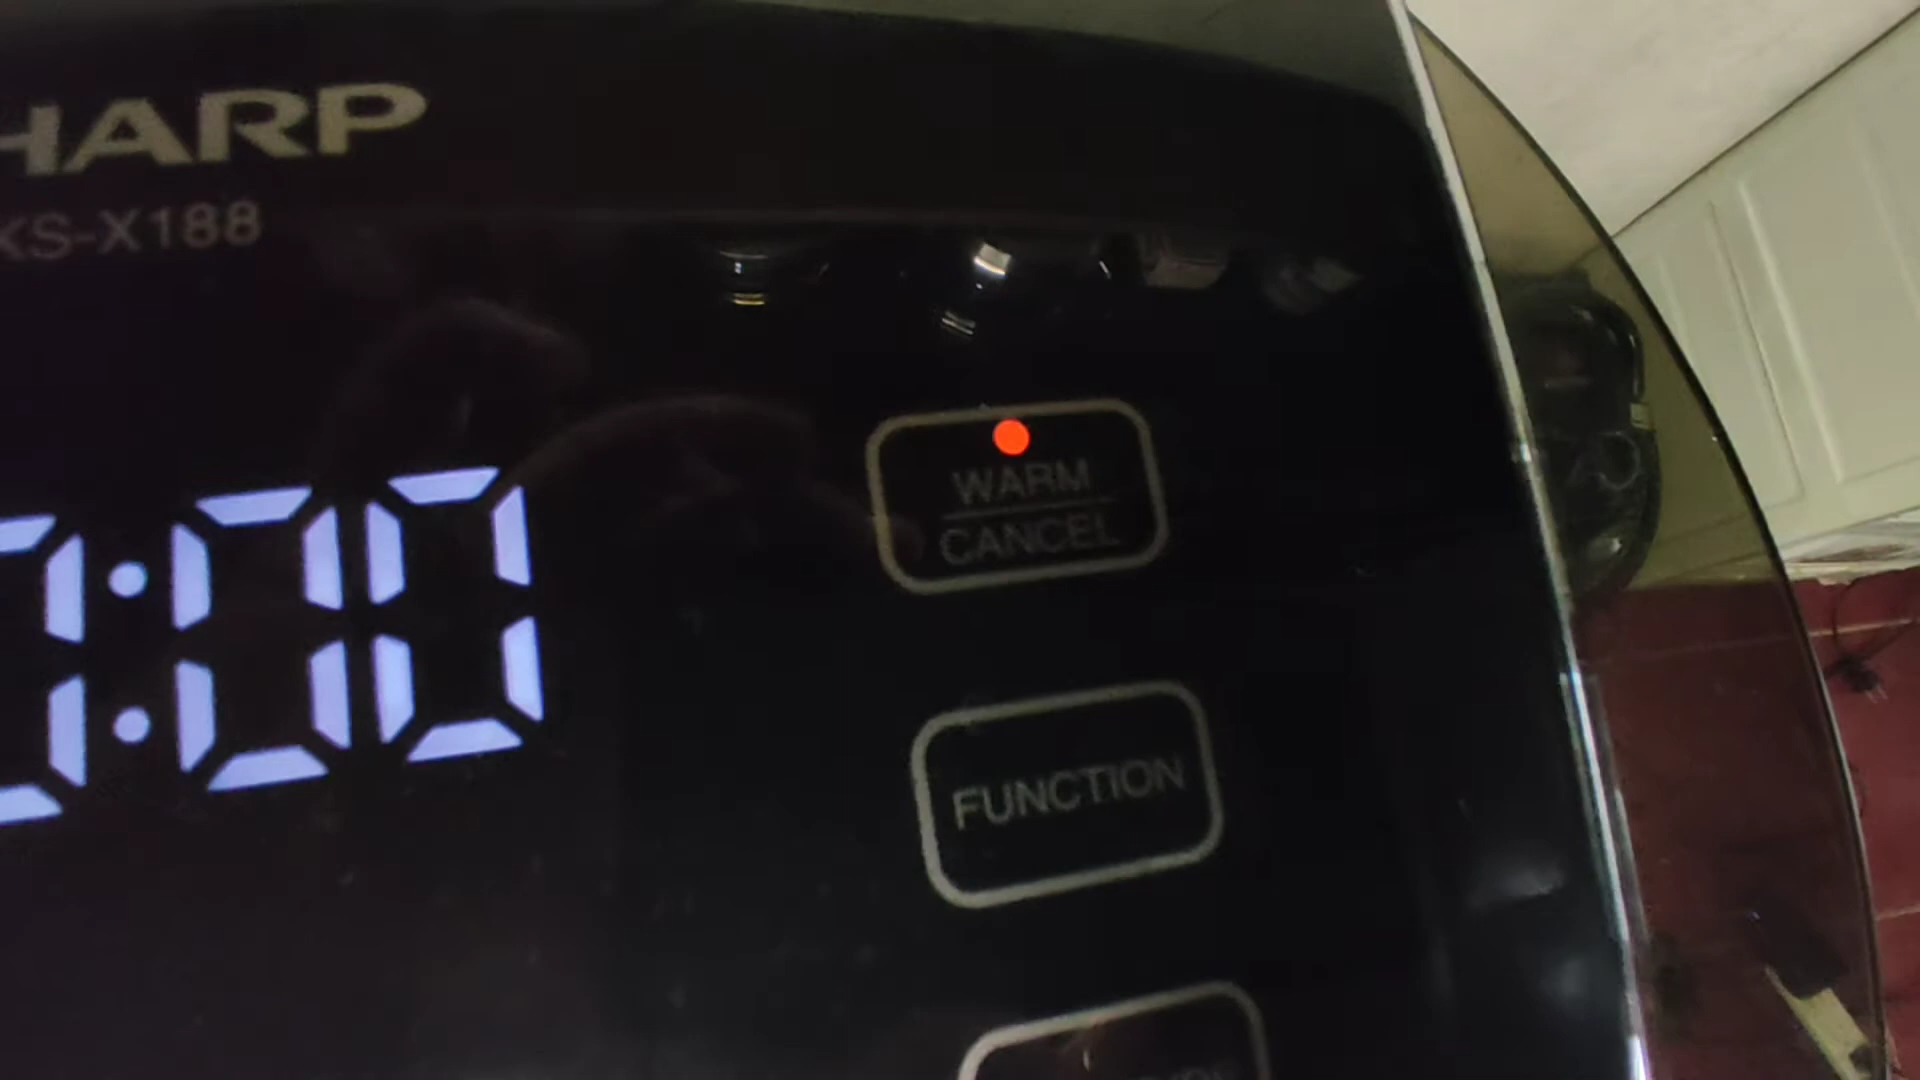 HARP
KS-X188
WARM
CANCEL
:00
FUNCTION